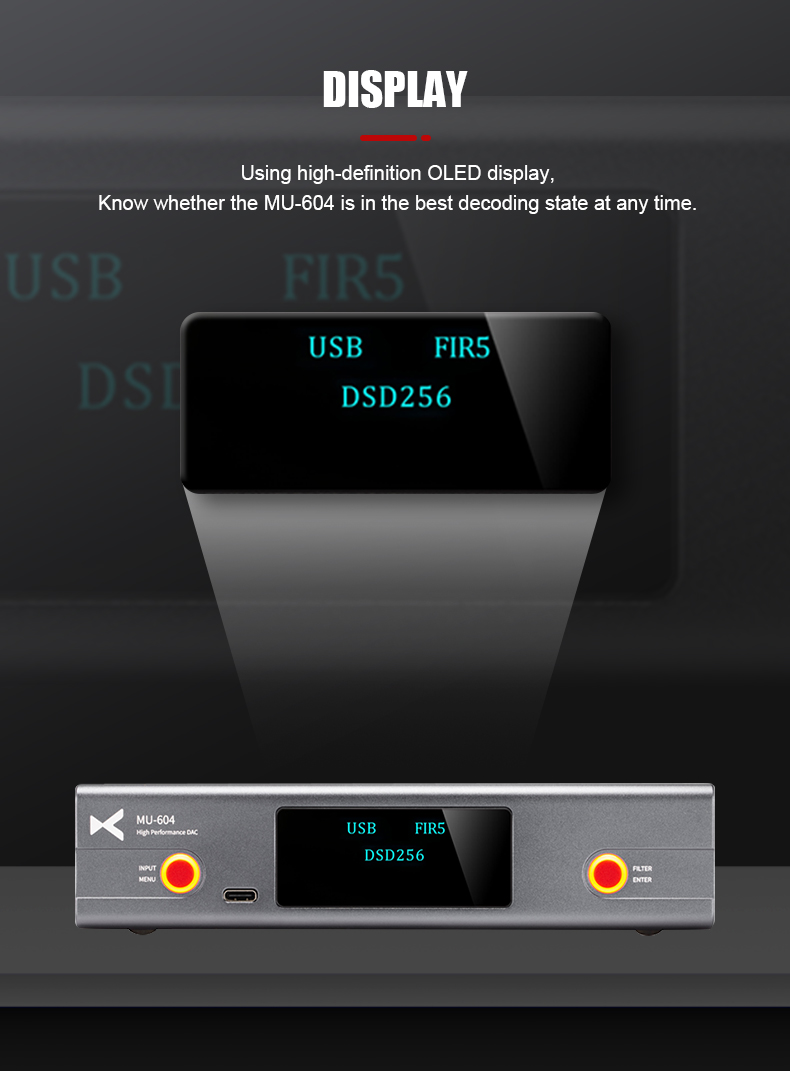 DISPLAY
Using high-definition OLED display,
Know whether the MU-604 is in the best decoding state at any time.
USB FIR5
DSD
USB FIR5
DSD256
MU-604
High Performance DAC
USB FIR5
DSD256
INPUT
MENU
FILTER
ENTER